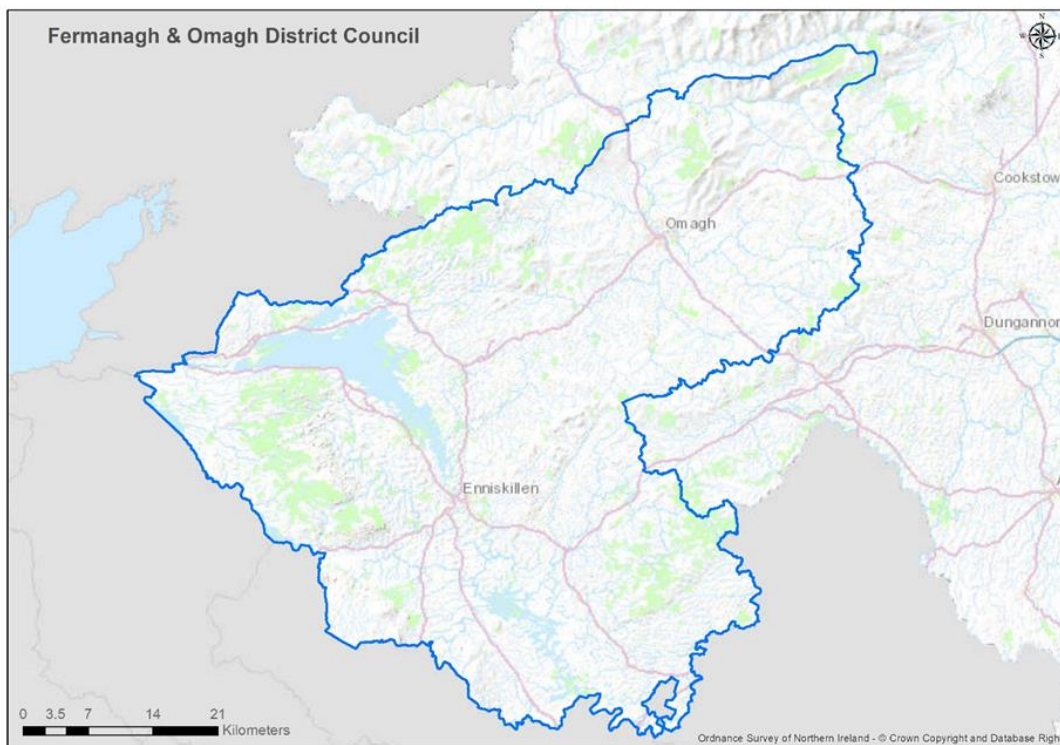 Fermanagh & Omagh District Council
N
W
S
Cookstow
Omagh
Dungannon
Enniskillen
A
0 3.5 7 14 21
Kilometers
Ordnance Survey of Northern Ireland - © Crown Copyright and Database Righ